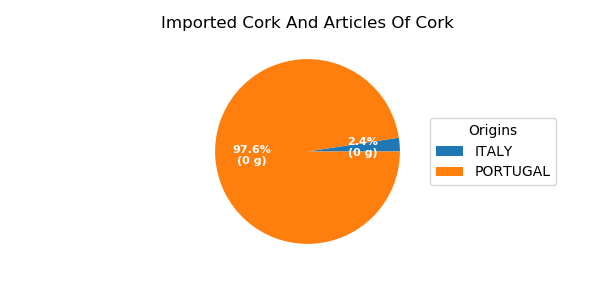 Imported Cork And Articles Of Cork
97.6%
(0 g)
2.4%
(0 g)
Origins
ITALY
PORTUGAL